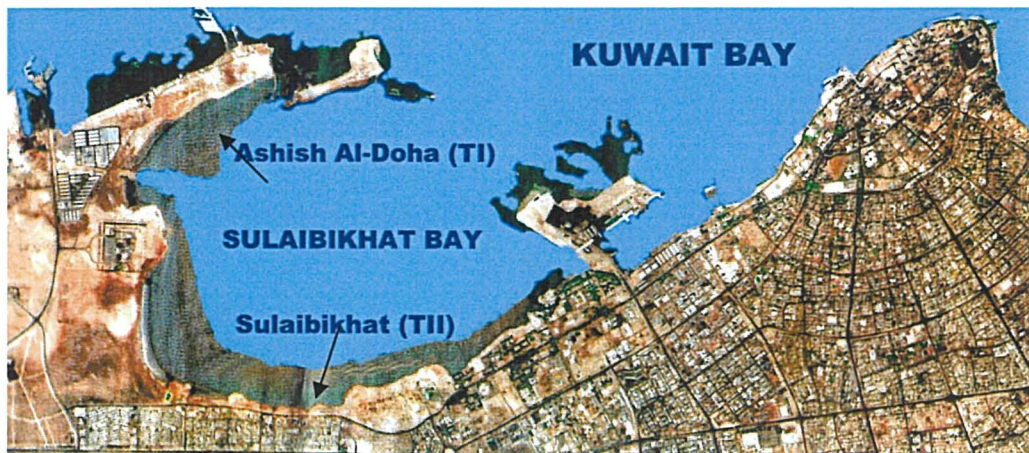 KUWAIT BAY
Ashish Al-Doha (TI)
SULAIBIKHAT BAY
Sulaibikhat (TII)